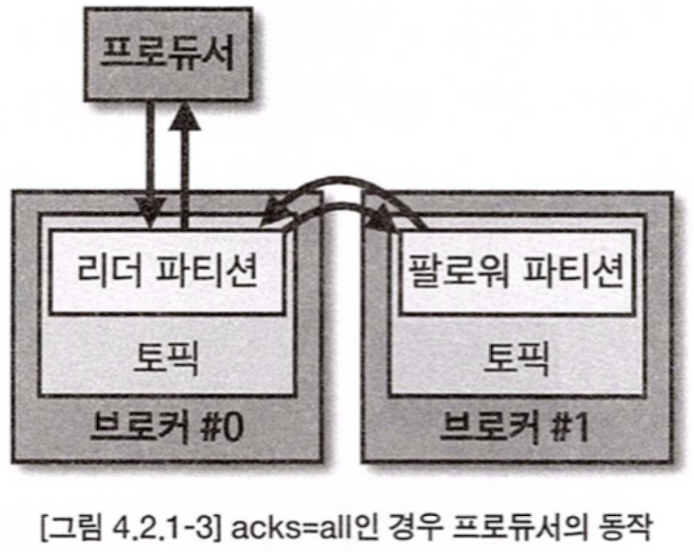 프로듀서
리더 파티션
팔로워 파티션
토픽
토픽
브로커 #0
브로커 #1
[그림 4.2.1-3] acks=all인 경우 프로듀서의 동작